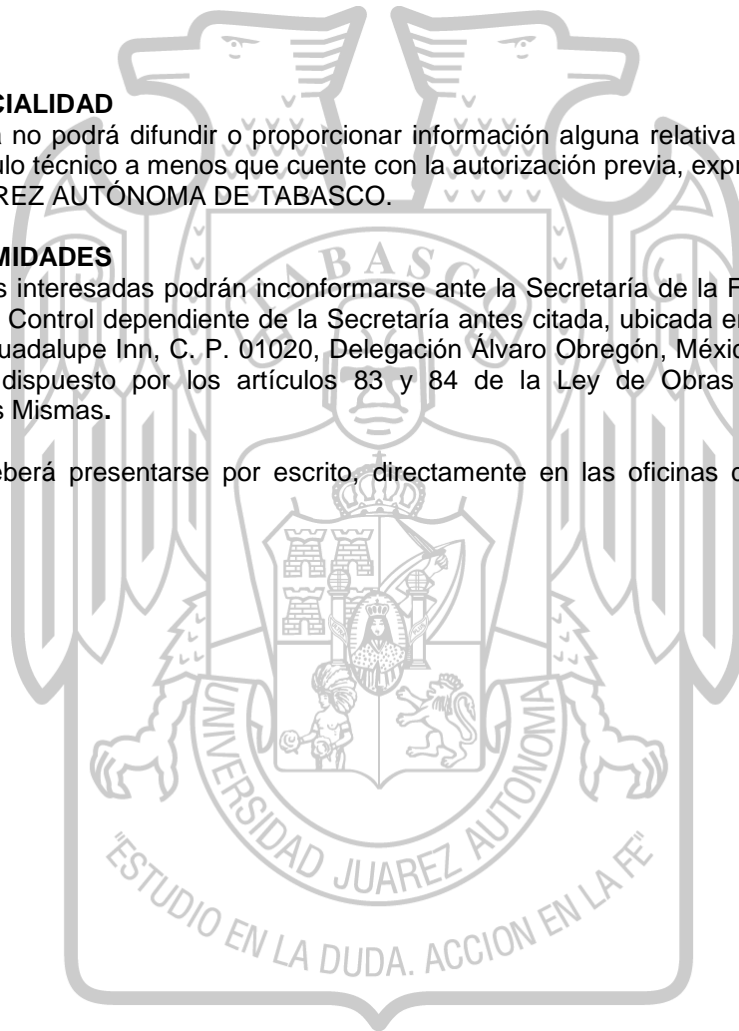 CIALIDAD
a no podrá difundir o proporcionar información alguna relativa
ulo técnico a menos que cuente con la autorización previa, expr
REZ AUTÓNOMA DE TABASCO.
MIDADES
s interesadas podrán inconformarse ante la Secretaría de la F
Control dependiente de la Secretaría antes citada, ubicada e
uadalupe Inn, C. P. 01020, Delegación Álvaro Obregón, Méxic
dispuesto por los artículos 83 y 84 de la Ley de Obras
s Mismas.
eberá presentarse por escrito, directamente en las oficinas
TABASCO
UNIVERSIDAD JUAREZ AUTONOMA
"ESTUDIO EN LA DUDA. ACCION EN LA FE"